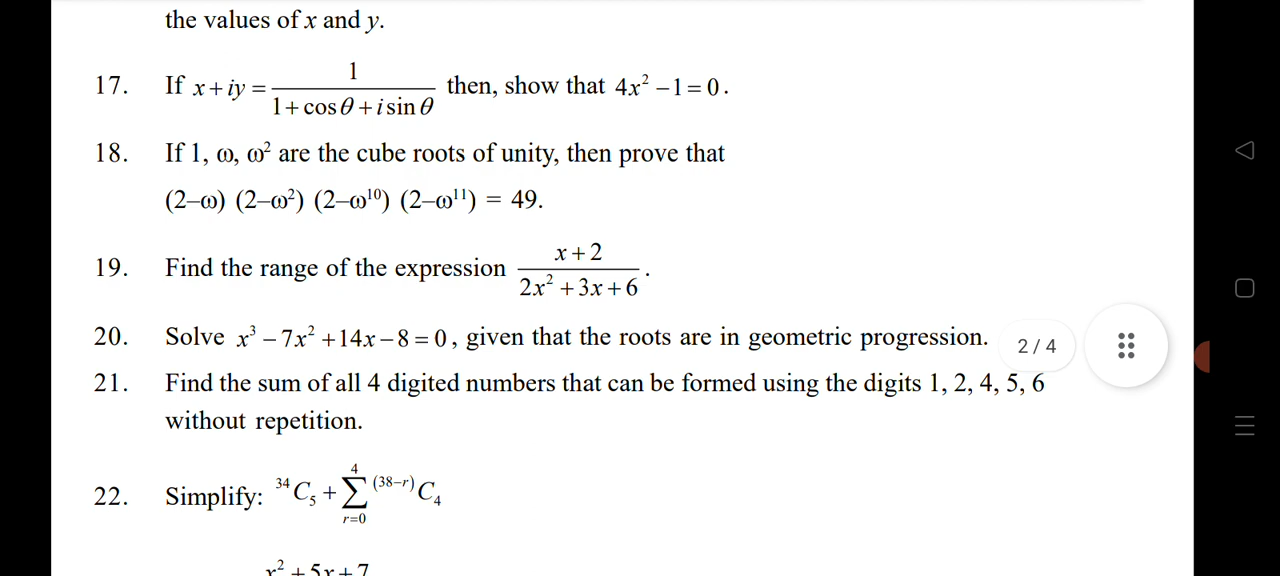 the values of x and y.
17. If x + iy = 1 / (1 + cos θ + i sin θ) then, show that 4x² − 1 = 0.
18. If 1, ω, ω² are the cube roots of unity, then prove that
(2–ω) (2–ω²) (2–ω¹⁰) (2–ω¹¹) = 49.
19. Find the range of the expression (x + 2) / (2x² + 3x + 6).
20. Solve x³ − 7x² + 14x − 8 = 0, given that the roots are in geometric progression.
2 / 4
21. Find the sum of all 4 digited numbers that can be formed using the digits 1, 2, 4, 5, 6
without repetition.
22. Simplify: ³⁴C₅ + ∑_{r=0}^{4} ^{(38−r)}C₄
x² + 5x + 7